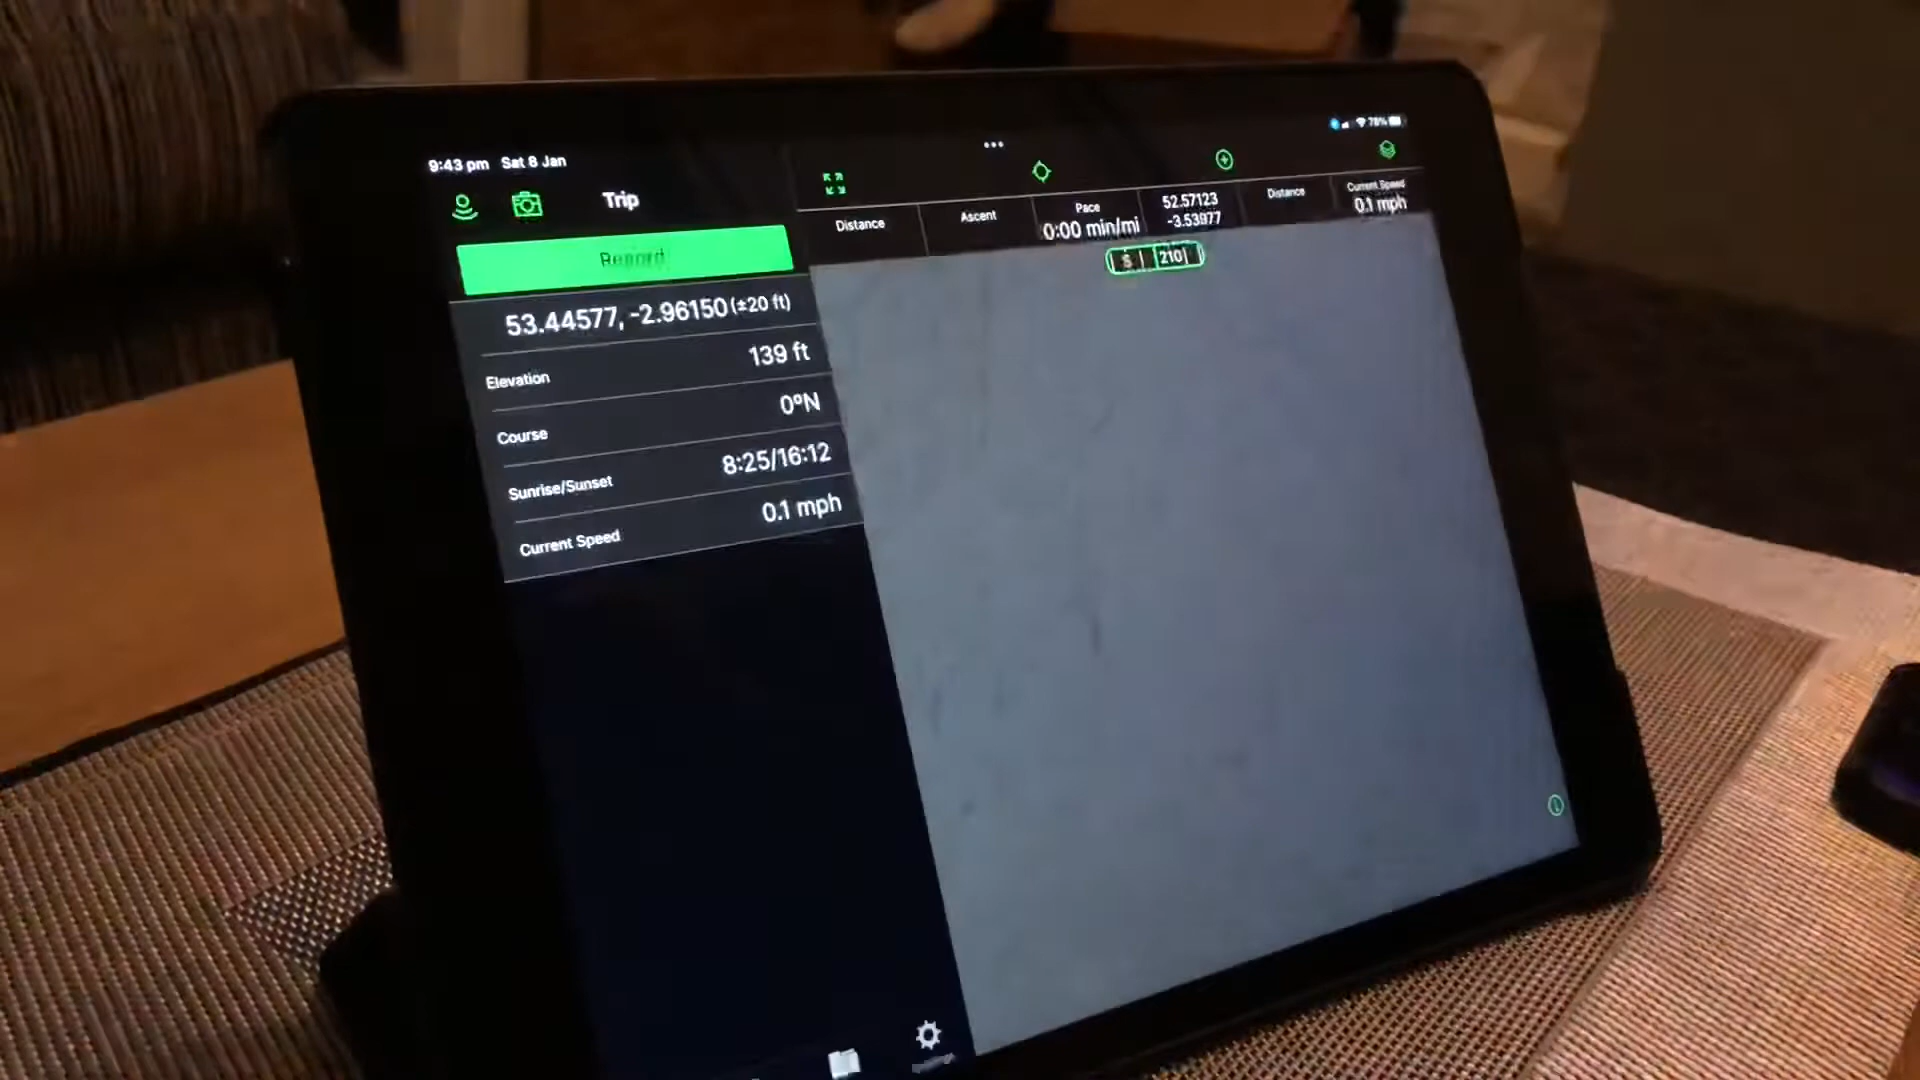 9:43 pm Sat 8 Jan
78%
Trip
Record
53.44577, -2.96150 (±20 ft)
Elevation 139 ft
Course 0°N
Sunrise/Sunset 8:25/16:12
Current Speed 0.1 mph
Distance
Ascent
Pace
0:00 min/mi
52.57123
-3.53977
Distance
Current Speed
0.1 mph
S | 210